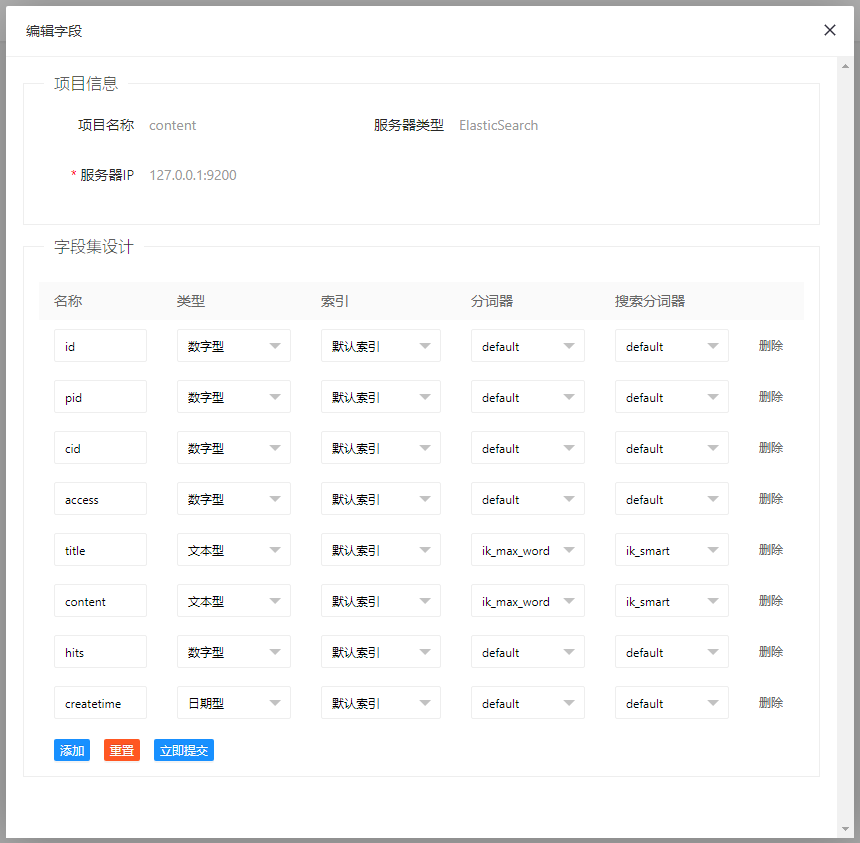 编辑字段
项目信息
项目名称 content 服务器类型 ElasticSearch
* 服务器IP 127.0.0.1:9200
字段集设计
名称 类型 索引 分词器 搜索分词器
id 数字型 默认索引 default default 删除
pid 数字型 默认索引 default default 删除
cid 数字型 默认索引 default default 删除
access 数字型 默认索引 default default 删除
title 文本型 默认索引 ik_max_word ik_smart 删除
content 文本型 默认索引 ik_max_word ik_smart 删除
hits 数字型 默认索引 default default 删除
createtime 日期型 默认索引 default default 删除
添加 重置 立即提交